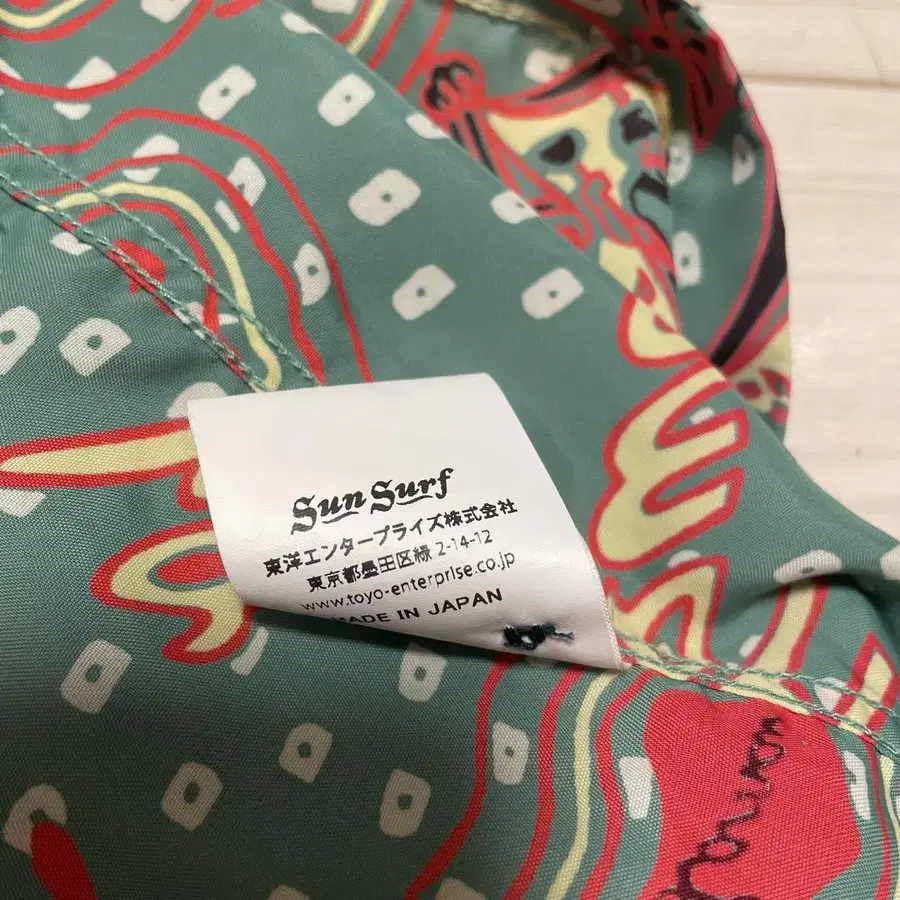 Sun Surf
東洋エンタープライズ株式会社
東京都墨田区緑 2-14-12
www.toyo-enterprise.co.jp
MADE IN JAPAN